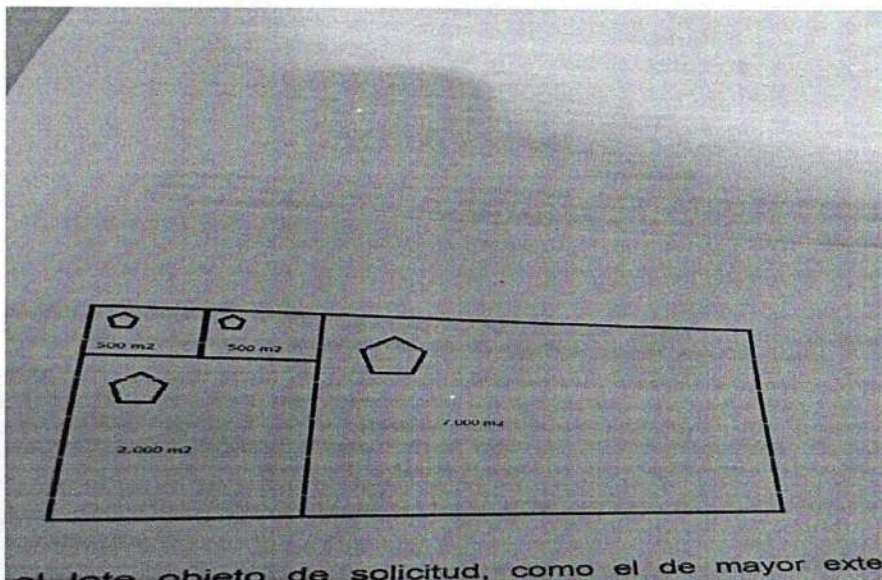 500 m2
500 m2
2.000 m2
7.000 m2
el lote objeto de solicitud, como el de mayor exte